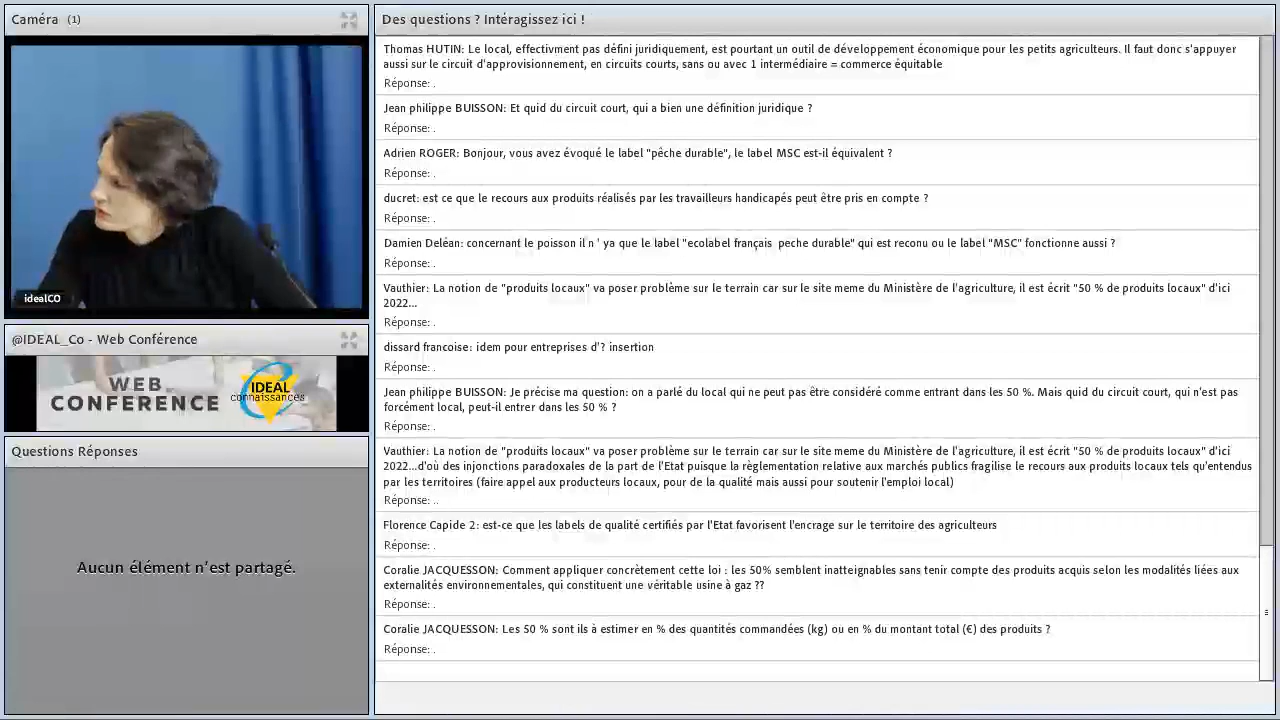 Caméra (1)
idealCO
@IDEAL_Co - Web Conférence
WEB
CONFERENCE
IDEAL
connaissances
Questions Réponses
Aucun élément n'est partagé.
Des questions ? Intéragissez ici !
Thomas HUTIN: Le local, effectivment pas défini juridiquement, est pourtant un outil de développement économique pour les petits agriculteurs. Il faut donc s'appuyer
aussi sur le circuit d'approvisionnement, en circuits courts, sans ou avec 1 intermédiaire = commerce équitable
Réponse: .
Jean philippe BUISSON: Et quid du circuit court, qui a bien une définition juridique ?
Réponse: .
Adrien ROGER: Bonjour, vous avez évoqué le label "pêche durable", le label MSC est-il équivalent ?
Réponse: .
ducret: est ce que le recours aux produits réalisés par les travailleurs handicapés peut être pris en compte ?
Réponse: .
Damien Deléan: concernant le poisson il n ' ya que le label "ecolabel français  peche durable" qui est reconu ou le label "MSC" fonctionne aussi ?
Réponse: .
Vauthier: La notion de "produits locaux" va poser problème sur le terrain car sur le site meme du Ministère de l'agriculture, il est écrit "50 % de produits locaux" d'ici
2022...
Réponse: .
dissard francoise: idem pour entreprises d'? insertion
Réponse: .
Jean philippe BUISSON: Je précise ma question: on a parlé du local qui ne peut pas être considéré comme entrant dans les 50 %. Mais quid du circuit court, qui n'est pas
forcément local, peut-il entrer dans les 50 % ?
Réponse: .
Vauthier: La notion de "produits locaux" va poser problème sur le terrain car sur le site meme du Ministère de l'agriculture, il est écrit "50 % de produits locaux" d'ici
2022...d'où des injonctions paradoxales de la part de l'Etat puisque la règlementation relative aux marchés publics fragilise le recours aux produits locaux tels qu'entendus
par les territoires (faire appel aux producteurs locaux, pour de la qualité mais aussi pour soutenir l'emploi local)
Réponse: ..
Florence Capide 2: est-ce que les labels de qualité certifiés par l'Etat favorisent l'encrage sur le territoire des agriculteurs
Réponse: .
Coralie JACQUESSON: Comment appliquer concrètement cette loi : les 50% semblent inatteignables sans tenir compte des produits acquis selon les modalités liées aux
externalités environnementales, qui constituent une véritable usine à gaz ??
Réponse: .
Coralie JACQUESSON: Les 50 % sont ils à estimer en % des quantités commandées (kg) ou en % du montant total (€) des produits ?
Réponse: .